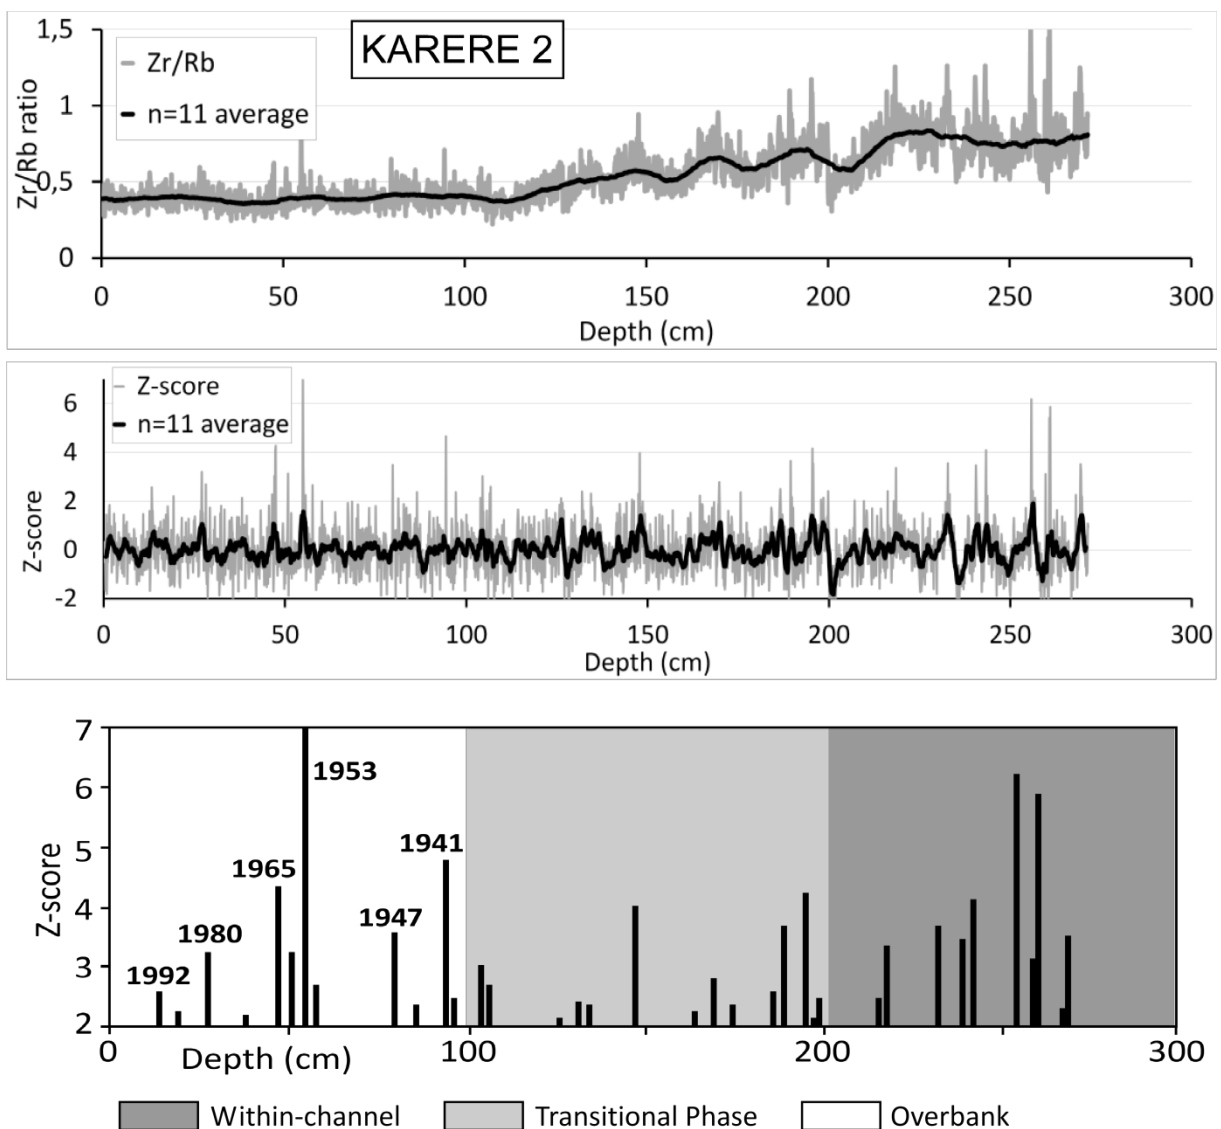 KARERE 2
Zr/Rb
n=11 average
Zr/Rb ratio
1,5
1
0,5
0
0 50 100 150 200 250 300
Depth (cm)
Z-score
n=11 average
Z-score
6
4
2
0
-2
0 50 100 150 200 250 300
Depth (cm)
Z-score
7
6
5
4
3
2
1953
1941
1965
1947
1980
1992
0 100 200 300
Depth (cm)
Within-channel Transitional Phase Overbank